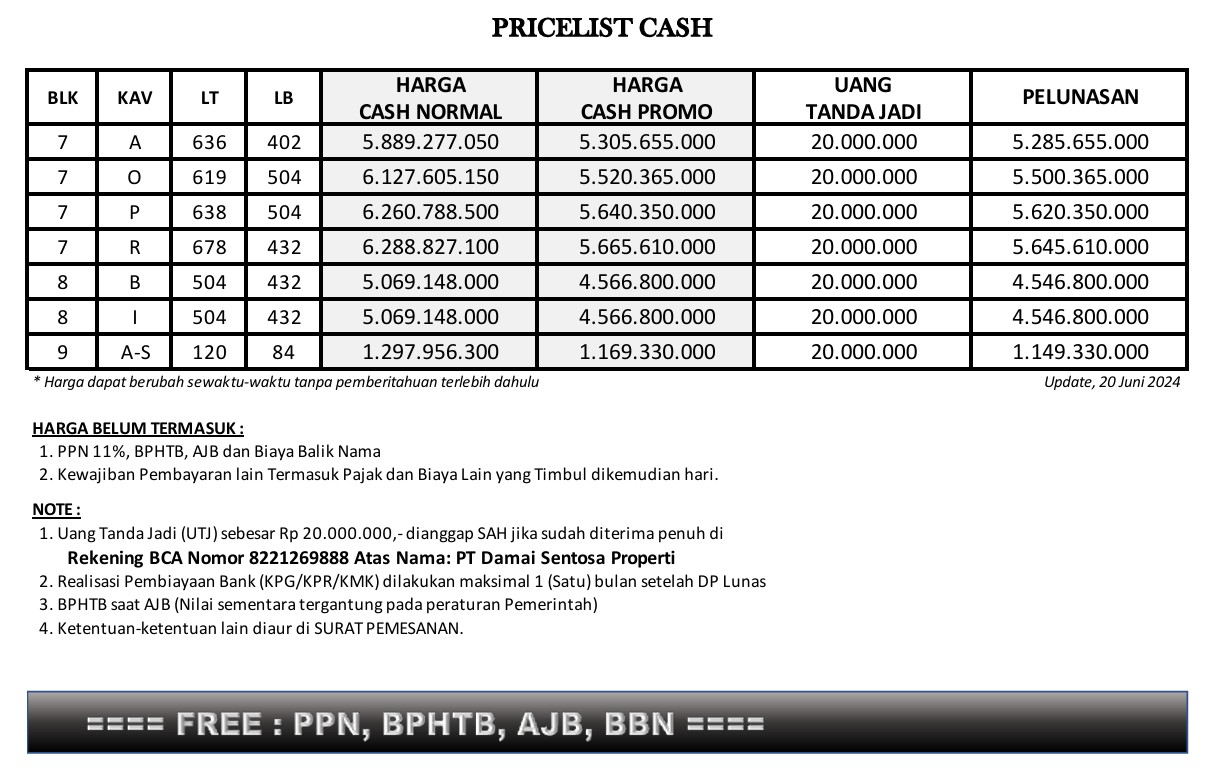 PRICELIST CASH
BLK KAV LT LB HARGA CASH NORMAL HARGA CASH PROMO UANG TANDA JADI PELUNASAN
7 A 636 402 5.889.277.050 5.305.655.000 20.000.000 5.285.655.000
7 O 619 504 6.127.605.150 5.520.365.000 20.000.000 5.500.365.000
7 P 638 504 6.260.788.500 5.640.350.000 20.000.000 5.620.350.000
7 R 678 432 6.288.827.100 5.665.610.000 20.000.000 5.645.610.000
8 B 504 432 5.069.148.000 4.566.800.000 20.000.000 4.546.800.000
8 I 504 432 5.069.148.000 4.566.800.000 20.000.000 4.546.800.000
9 A-S 120 84 1.297.956.300 1.169.330.000 20.000.000 1.149.330.000
* Harga dapat berubah sewaktu-waktu tanpa pemberitahuan terlebih dahulu Update, 20 Juni 2024
HARGA BELUM TERMASUK :
1. PPN 11%, BPHTB, AJB dan Biaya Balik Nama
2. Kewajiban Pembayaran lain Termasuk Pajak dan Biaya Lain yang Timbul dikemudian hari.
NOTE :
1. Uang Tanda Jadi (UTJ) sebesar Rp 20.000.000,- dianggap SAH jika sudah diterima penuh di
Rekening BCA Nomor 8221269888 Atas Nama: PT Damai Sentosa Properti
2. Realisasi Pembiayaan Bank (KPG/KPR/KMK) dilakukan maksimal 1 (Satu) bulan setelah DP Lunas
3. BPHTB saat AJB (Nilai sementara tergantung pada peraturan Pemerintah)
4. Ketentuan-ketentuan lain diaur di SURAT PEMESANAN.
==== FREE : PPN, BPHTB, AJB, BBN ====